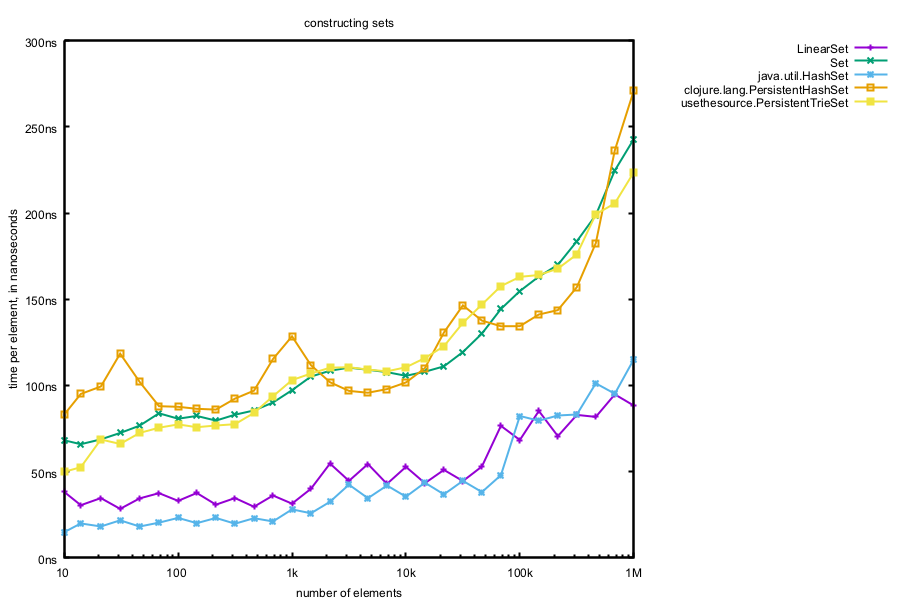 constructing sets
300ns
250ns
200ns
150ns
100ns
50ns
0ns
time per element, in nanoseconds
10
100
1k
10k
100k
1M
number of elements
LinearSet
Set
java.util.HashSet
clojure.lang.PersistentHashSet
usethesource.PersistentTrieSet